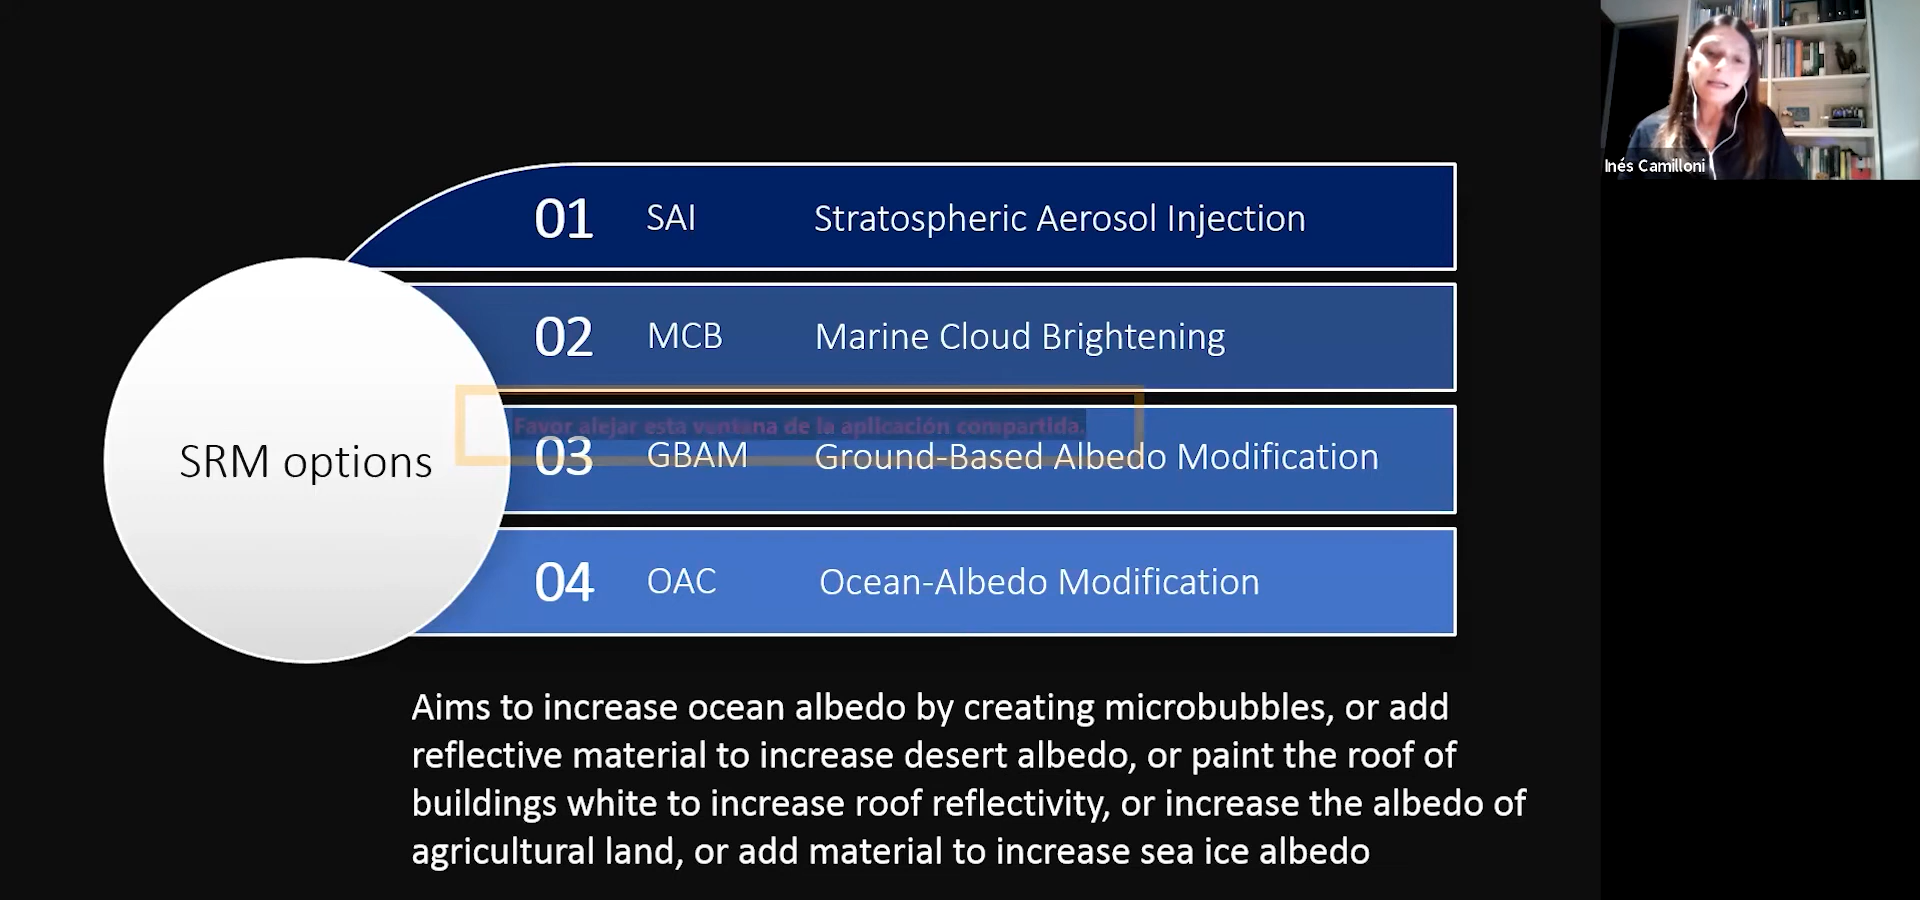 Inés Camilloni
01 SAI Stratospheric Aerosol Injection
02 MCB Marine Cloud Brightening
Favor alejar esta ventana de la aplicación compartida.
SRM options
03 GBAM Ground-Based Albedo Modification
04 OAC Ocean-Albedo Modification
Aims to increase ocean albedo by creating microbubbles, or add
reflective material to increase desert albedo, or paint the roof of
buildings white to increase roof reflectivity, or increase the albedo of
agricultural land, or add material to increase sea ice albedo